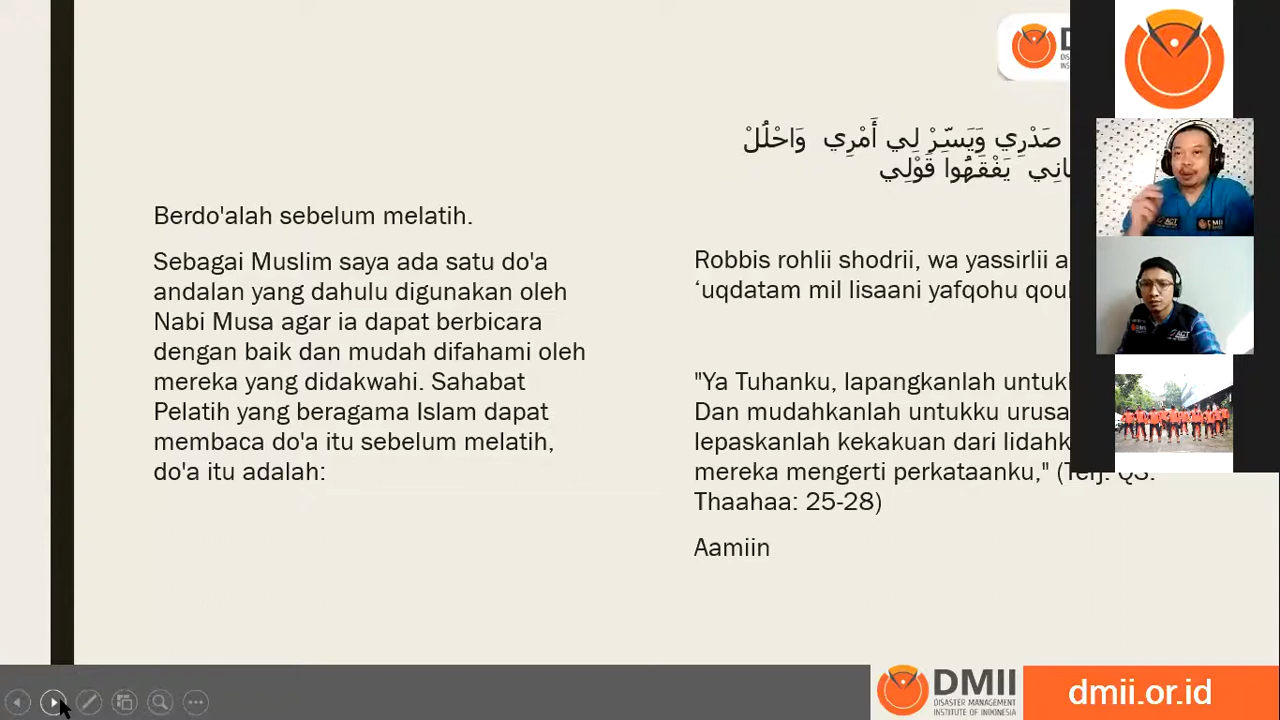 صَدْرِي وَيَسِّرْ لِي أَمْرِي وَاحْلُلْ
يَفْقَهُوا قَوْلِي
Berdo'alah sebelum melatih.
Sebagai Muslim saya ada satu do'a
andalan yang dahulu digunakan oleh
Nabi Musa agar ia dapat berbicara
dengan baik dan mudah difahami oleh
mereka yang didakwahi. Sahabat
Pelatih yang beragama Islam dapat
membaca do'a itu sebelum melatih,
do'a itu adalah:
Robbis rohlii shodrii, wa yassirlii
‘uqdatam mil lisaani yafqohu
"Ya Tuhanku, lapangkanlah
Dan mudahkanlah untukku
lepaskanlah kekakuan dari
mereka mengerti perkataanku," (Terj. QS.
Thaahaa: 25-28)
Aamiin
ACT DMII
ACT
DMII
DISASTER MANAGEMENT
INSTITUTE OF INDONESIA
dmii.or.id